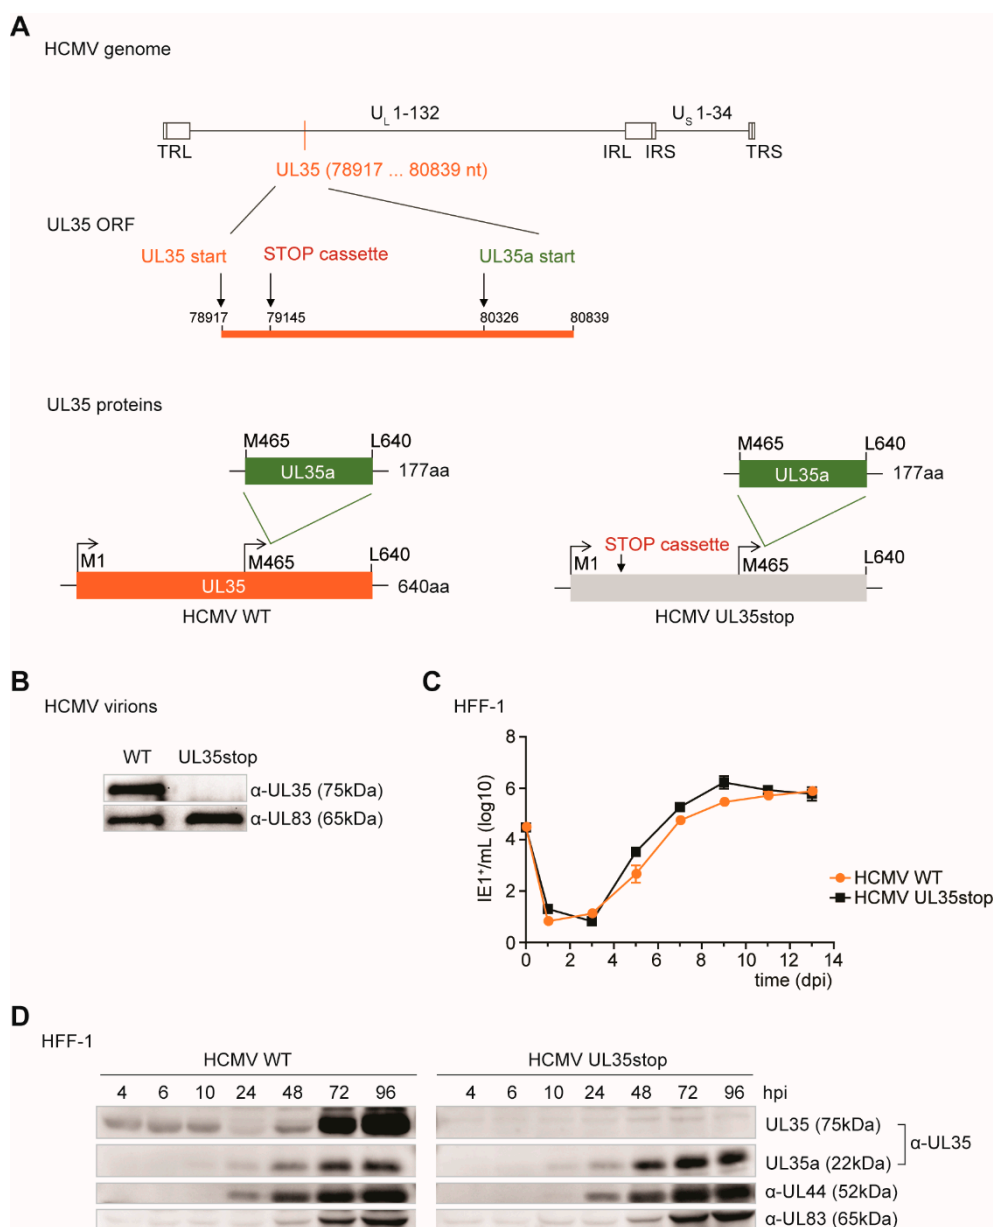 A
HCMV genome
UL 1-132
US 1-34
TRL
IRL
IRS
TRS
UL35 (78917 ... 80839 nt)
UL35 ORF
UL35 start
STOP cassette
UL35a start
78917
79145
80326
80839
UL35 proteins
M465
L640
UL35a
177aa
M1
M465
L640
UL35
640aa
HCMV WT
M465
L640
UL35a
177aa
STOP cassette
M1
M465
L640
HCMV UL35stop
B
HCMV virions
WT UL35stop
α-UL35 (75kDa)
α-UL83 (65kDa)
C
HFF-1
IE1+/mL (log10)
8
6
4
2
0
0 2 4 6 8 10 12 14
time (dpi)
HCMV WT
HCMV UL35stop
D
HFF-1
HCMV WT
HCMV UL35stop
4 6 10 24 48 72 96
4 6 10 24 48 72 96 hpi
UL35 (75kDa)
α-UL35
UL35a (22kDa)
α-UL44 (52kDa)
α-UL83 (65kDa)